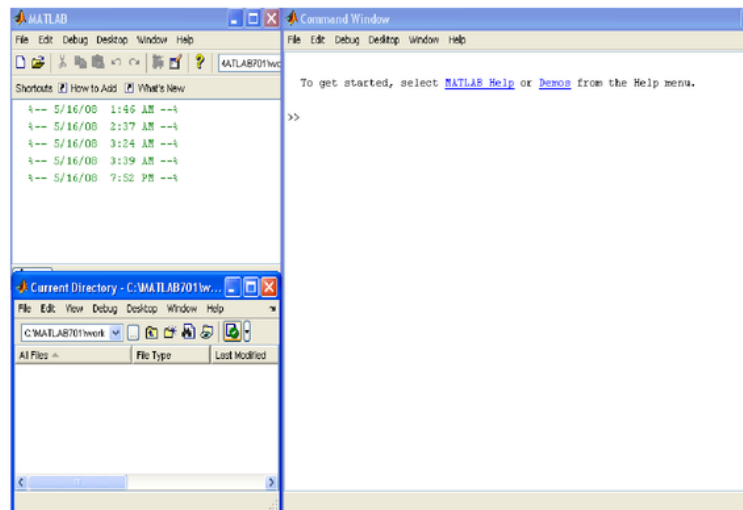 MATLAB
File Edit Debug Desktop Window Help
Shortcuts How to Add What's New
%-- 5/16/08 1:46 AM --%
%-- 5/16/08 2:37 AM --%
%-- 5/16/08 3:24 AM --%
%-- 5/16/08 3:39 AM --%
%-- 5/16/08 7:52 PM --%
Current Directory - C:\MATLAB701\w...
File Edit View Debug Desktop Window Help
C:\MATLAB701\work
All Files File Type Last Modified
Command Window
File Edit Debug Desktop Window Help
To get started, select MATLAB Help or Demos from the Help menu.
>>